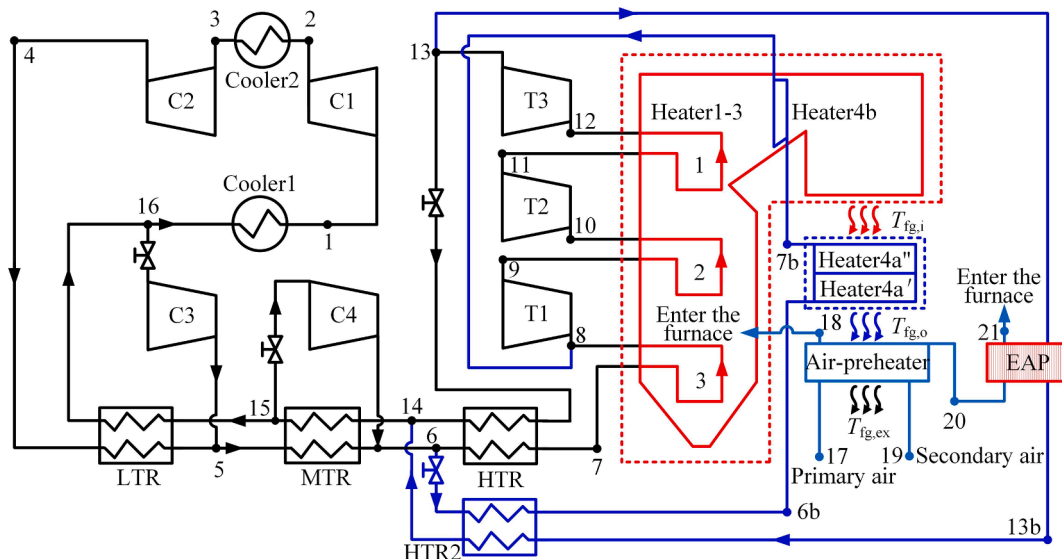 4
3
2
Cooler2
C2
C1
13
T3
12
Heater1-3
Heater4b
11
1
T2
10
2
9
T1
8
3
16
Cooler1
1
C3
C4
Enter the
furnace
T_fg,i
7b
Heater4a"
Heater4a'
18
T_fg,o
Enter the
furnace
21
Air-preheater
EAP
T_fg,ex
20
17
Primary air
19
Secondary air
15
14
6
5
7
LTR
MTR
HTR
HTR2
6b
13b